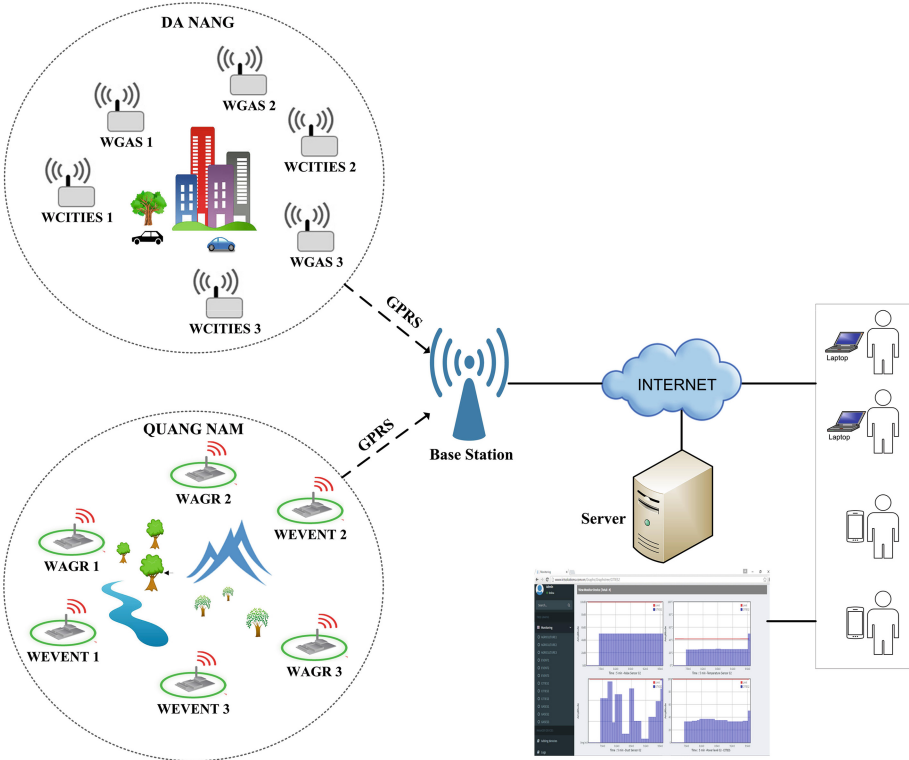 DA NANG
WGAS 2
WGAS 1
WCITIES 2
WCITIES 1
WGAS 3
WCITIES 3
GPRS
Base Station
INTERNET
Laptop
Laptop
Server
QUANG NAM
GPRS
WAGR 2
WEVENT 2
WAGR 1
WEVENT 1
WAGR 3
WEVENT 3
Monitoring